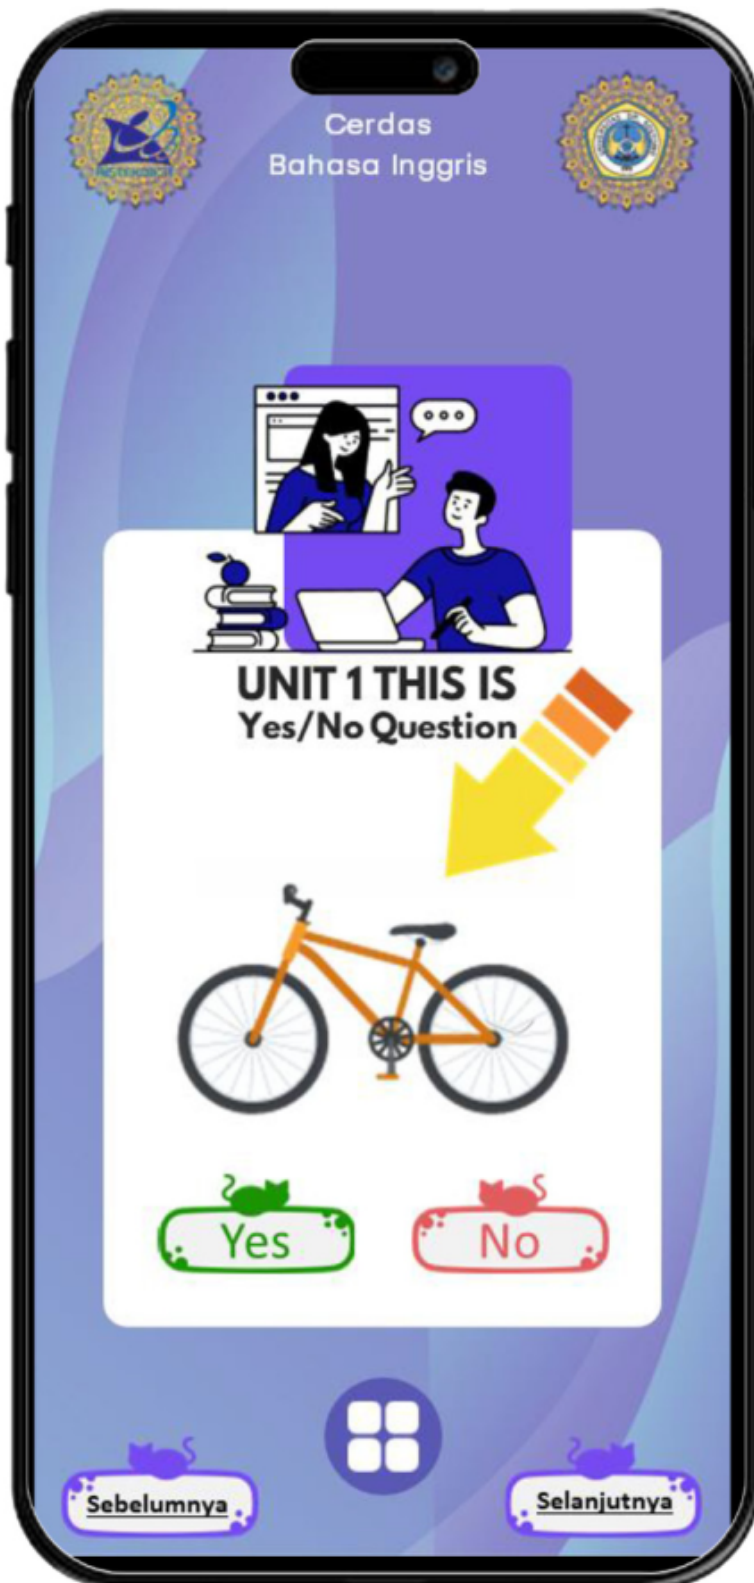 Cerdas
Bahasa Inggris
UNIT 1 THIS IS
Yes/No Question
Yes
No
Sebelumnya
Selanjutnya